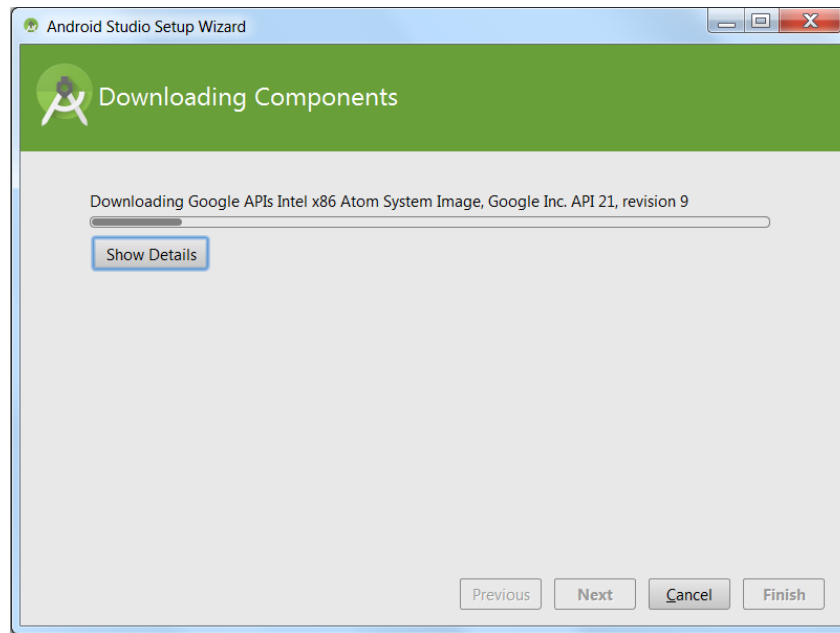 Android Studio Setup Wizard
Downloading Components
Downloading Google APIs Intel x86 Atom System Image, Google Inc. API 21, revision 9
Show Details
Previous Next Cancel Finish